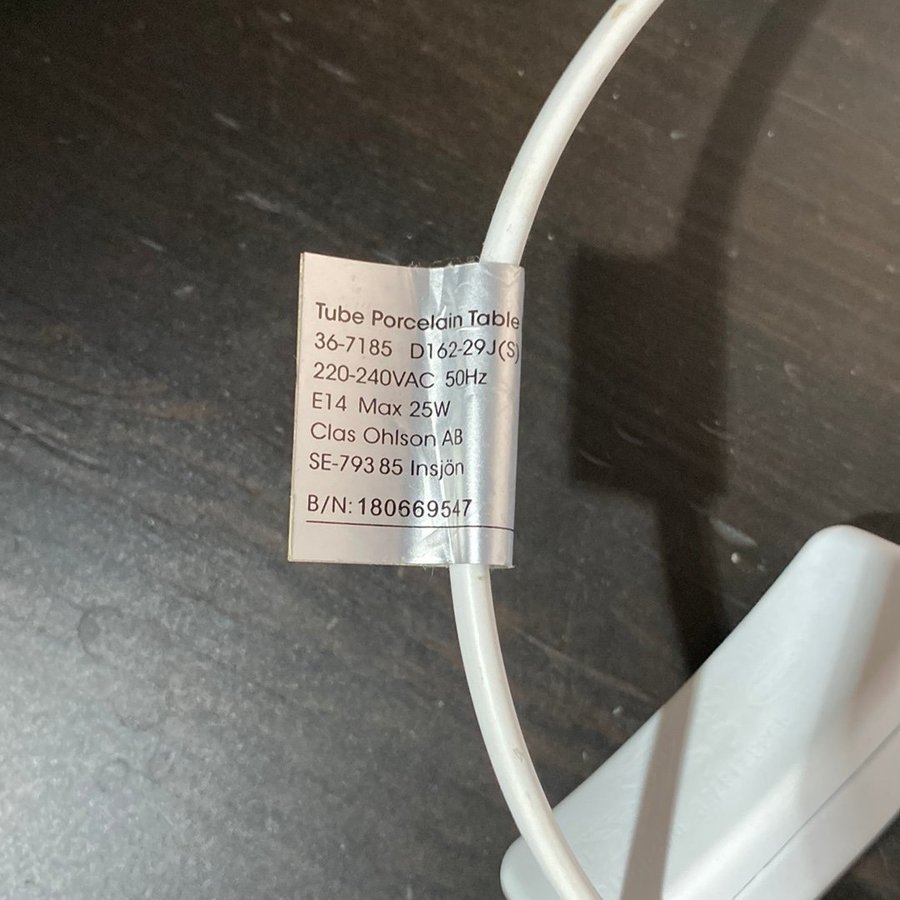 Tube Porcelain Table
36-7185 D162-29J(S)
220-240VAC 50Hz
E14 Max 25W
Clas Ohlson AB
SE-793 85 Insjön
B/N: 180669547